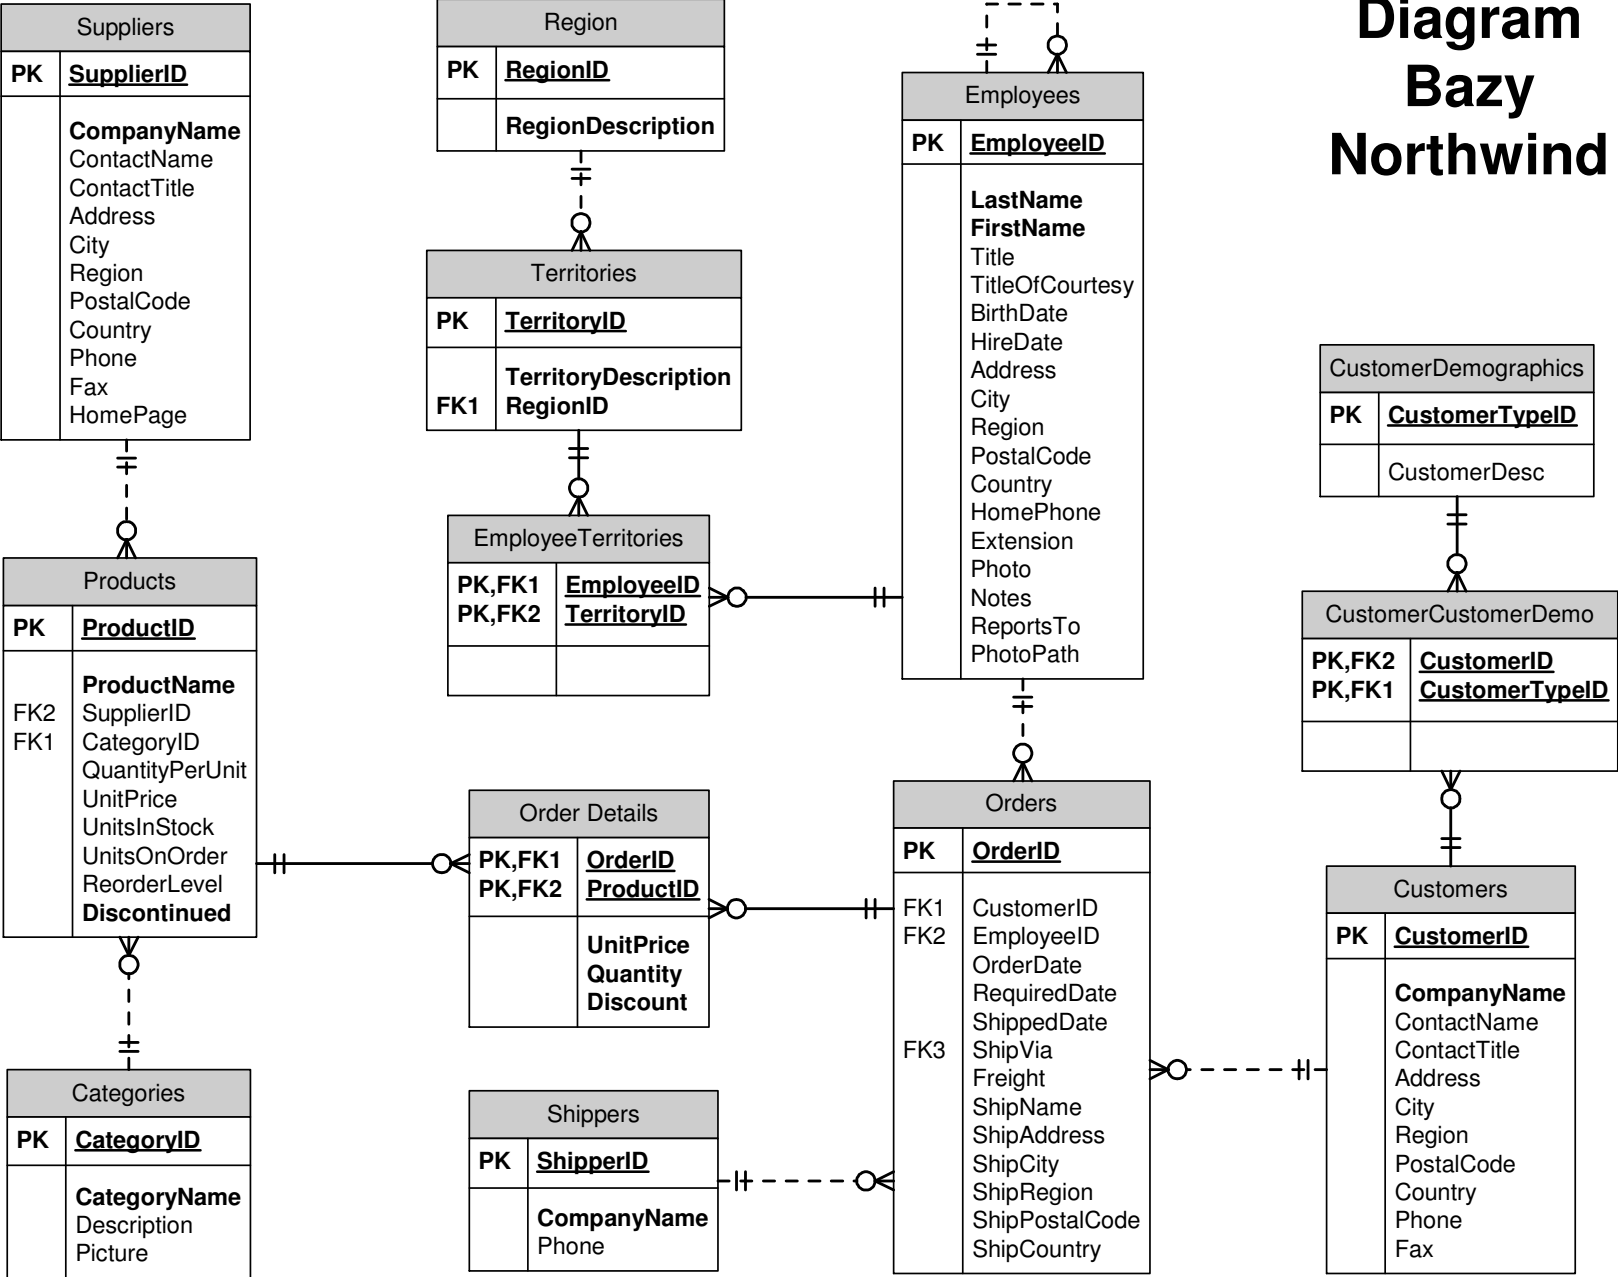 Diagram
Bazy
Northwind
Suppliers
PK SupplierID
CompanyName
ContactName
ContactTitle
Address
City
Region
PostalCode
Country
Phone
Fax
HomePage
Region
PK RegionID
RegionDescription
Territories
PK TerritoryID
TerritoryDescription
FK1 RegionID
EmployeeTerritories
PK,FK1 EmployeeID
PK,FK2 TerritoryID
Employees
PK EmployeeID
LastName
FirstName
Title
TitleOfCourtesy
BirthDate
HireDate
Address
City
Region
PostalCode
Country
HomePhone
Extension
Photo
Notes
ReportsTo
PhotoPath
CustomerDemographics
PK CustomerTypeID
CustomerDesc
CustomerCustomerDemo
PK,FK2 CustomerID
PK,FK1 CustomerTypeID
Products
PK ProductID
ProductName
FK2 SupplierID
FK1 CategoryID
QuantityPerUnit
UnitPrice
UnitsInStock
UnitsOnOrder
ReorderLevel
Discontinued
Order Details
PK,FK1 OrderID
PK,FK2 ProductID
UnitPrice
Quantity
Discount
Orders
PK OrderID
FK1 CustomerID
FK2 EmployeeID
OrderDate
RequiredDate
ShippedDate
FK3 ShipVia
Freight
ShipName
ShipAddress
ShipCity
ShipRegion
ShipPostalCode
ShipCountry
Customers
PK CustomerID
CompanyName
ContactName
ContactTitle
Address
City
Region
PostalCode
Country
Phone
Fax
Categories
PK CategoryID
CategoryName
Description
Picture
Shippers
PK ShipperID
CompanyName
Phone